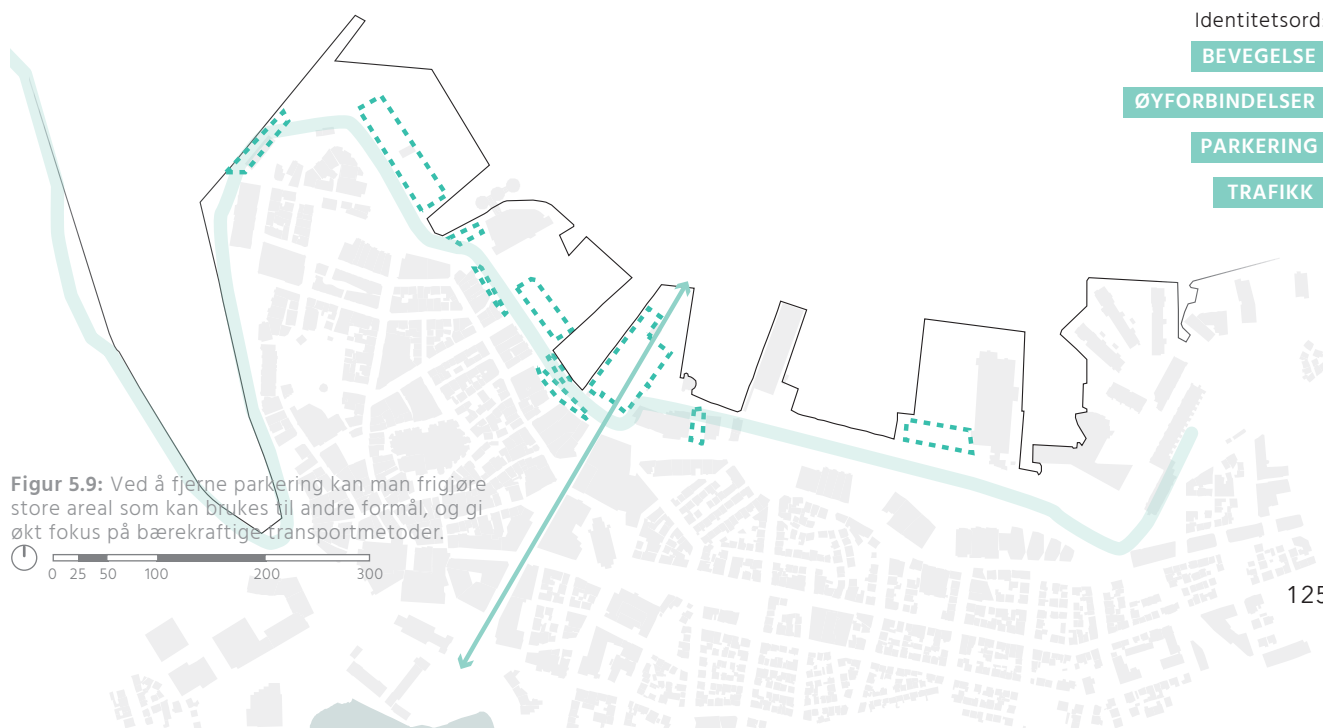 Identitetsord:
BEVEGELSE
ØYFORBINDELSER
PARKERING
TRAFIKK
Figur 5.9: Ved å fjerne parkering kan man frigjøre
store areal som kan brukes til andre formål, og gi
økt fokus på bærekraftige transportmetoder.
0 25 50 100 200 300
125